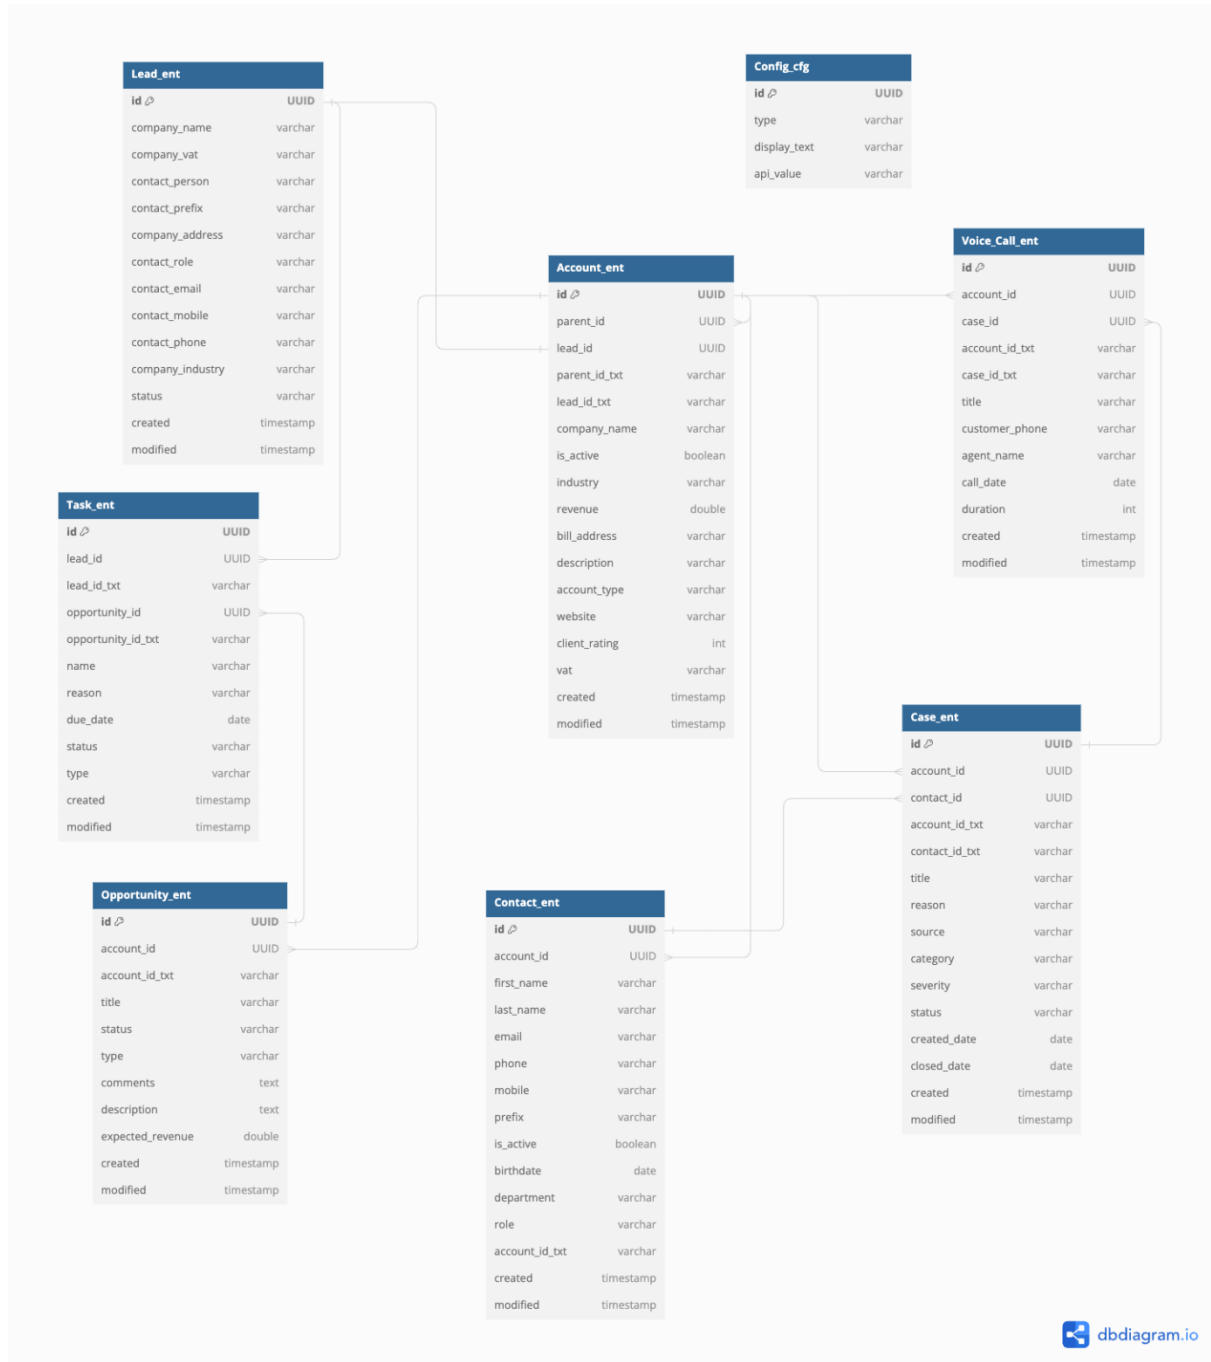 Lead_ent
id UUID
company_name varchar
company_vat varchar
contact_person varchar
contact_prefix varchar
company_address varchar
contact_role varchar
contact_email varchar
contact_mobile varchar
contact_phone varchar
company_industry varchar
status varchar
created timestamp
modified timestamp
Config_cfg
id UUID
type varchar
display_text varchar
api_value varchar
Account_ent
id UUID
parent_id UUID
lead_id UUID
parent_id_txt varchar
lead_id_txt varchar
company_name varchar
is_active boolean
industry varchar
revenue double
bill_address varchar
description varchar
account_type varchar
website varchar
client_rating int
vat varchar
created timestamp
modified timestamp
Voice_Call_ent
id UUID
account_id UUID
case_id UUID
account_id_txt varchar
case_id_txt varchar
title varchar
customer_phone varchar
agent_name varchar
call_date date
duration int
created timestamp
modified timestamp
Task_ent
id UUID
lead_id UUID
lead_id_txt varchar
opportunity_id UUID
opportunity_id_txt varchar
name varchar
reason varchar
due_date date
status varchar
type varchar
created timestamp
modified timestamp
Case_ent
id UUID
account_id UUID
contact_id UUID
account_id_txt varchar
contact_id_txt varchar
title varchar
reason varchar
source varchar
category varchar
severity varchar
status varchar
created_date date
closed_date date
created timestamp
modified timestamp
Opportunity_ent
id UUID
account_id UUID
account_id_txt varchar
title varchar
status varchar
type varchar
comments text
description text
expected_revenue double
created timestamp
modified timestamp
Contact_ent
id UUID
account_id UUID
first_name varchar
last_name varchar
email varchar
phone varchar
mobile varchar
prefix varchar
is_active boolean
birthdate date
department varchar
role varchar
account_id_txt varchar
created timestamp
modified timestamp
dbdiagram.io